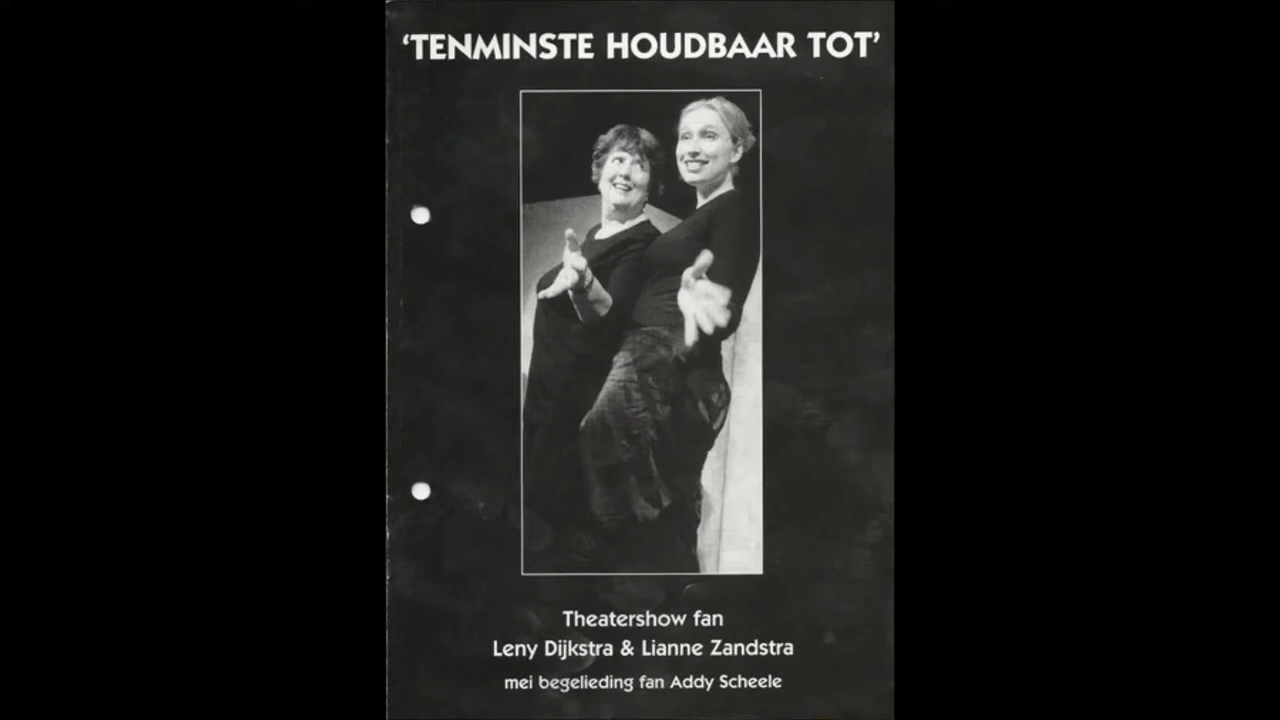 ‘TENMINSTE HOUDBAAR TOT’
Theatershow fan
Leny Dijkstra & Lianne Zandstra
mei begelieding fan Addy Scheele